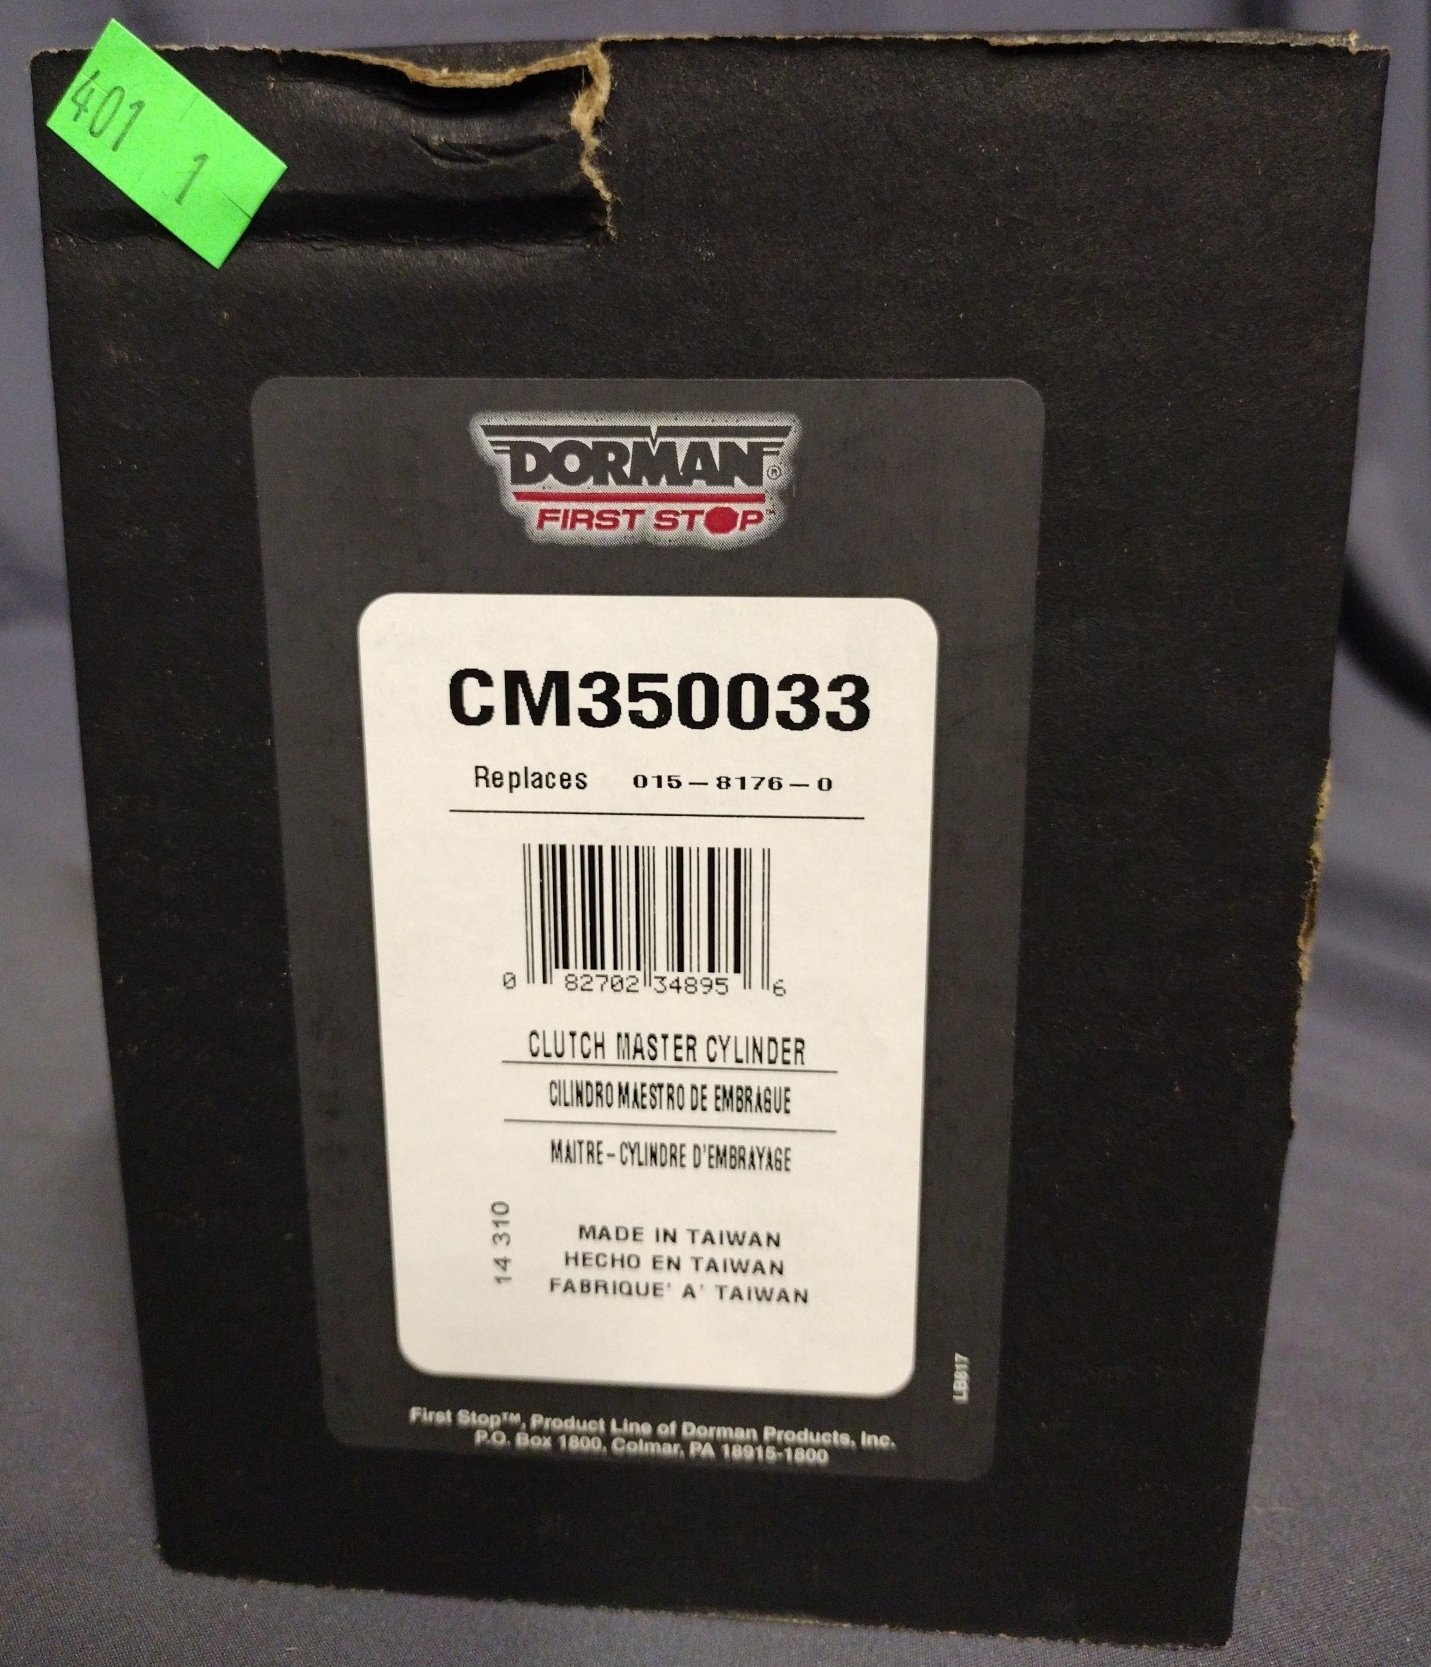 401 1
DORMAN®
FIRST STOP™
CM350033
Replaces 015-8176-0
0 82702 34895 6
CLUTCH MASTER CYLINDER
CILINDRO MAESTRO DE EMBRAGUE
MAITRE-CYLINDRE D'EMBRAYAGE
14 310
MADE IN TAIWAN
HECHO EN TAIWAN
FABRIQUE' A' TAIWAN
LB817
First Stop™, Product Line of Dorman Products, Inc.
P.O. Box 1800, Colmar, PA 18915-1800